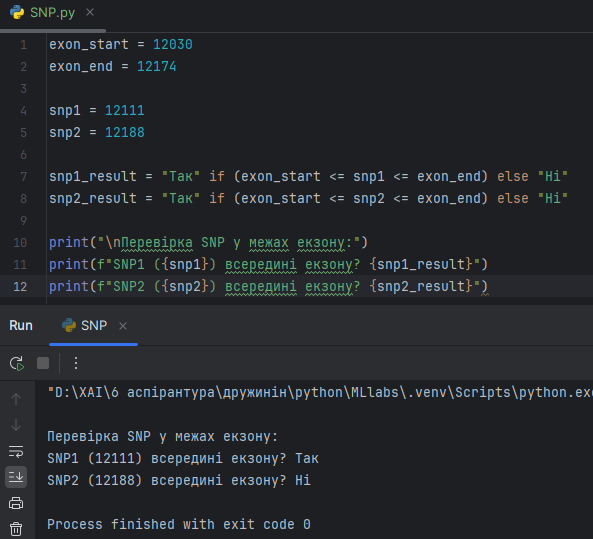 SNP.py
1 exon_start = 12030
2 exon_end = 12174
3
4 snp1 = 12111
5 snp2 = 12188
6
7 snp1_result = "Так" if (exon_start <= snp1 <= exon_end) else "Ні"
8 snp2_result = "Так" if (exon_start <= snp2 <= exon_end) else "Ні"
9
10 print("\nПеревірка SNP у межах екзону:")
11 print(f"SNP1 ({snp1}) всередині екзону? {snp1_result}")
12 print(f"SNP2 ({snp2}) всередині екзону? {snp2_result}")
Run SNP
"D:\XAI\6 аспірантура\дружинін\python\MLlabs\.venv\Scripts\python.exe
Перевірка SNP у межах екзону:
SNP1 (12111) всередині екзону? Так
SNP2 (12188) всередині екзону? Ні
Process finished with exit code 0